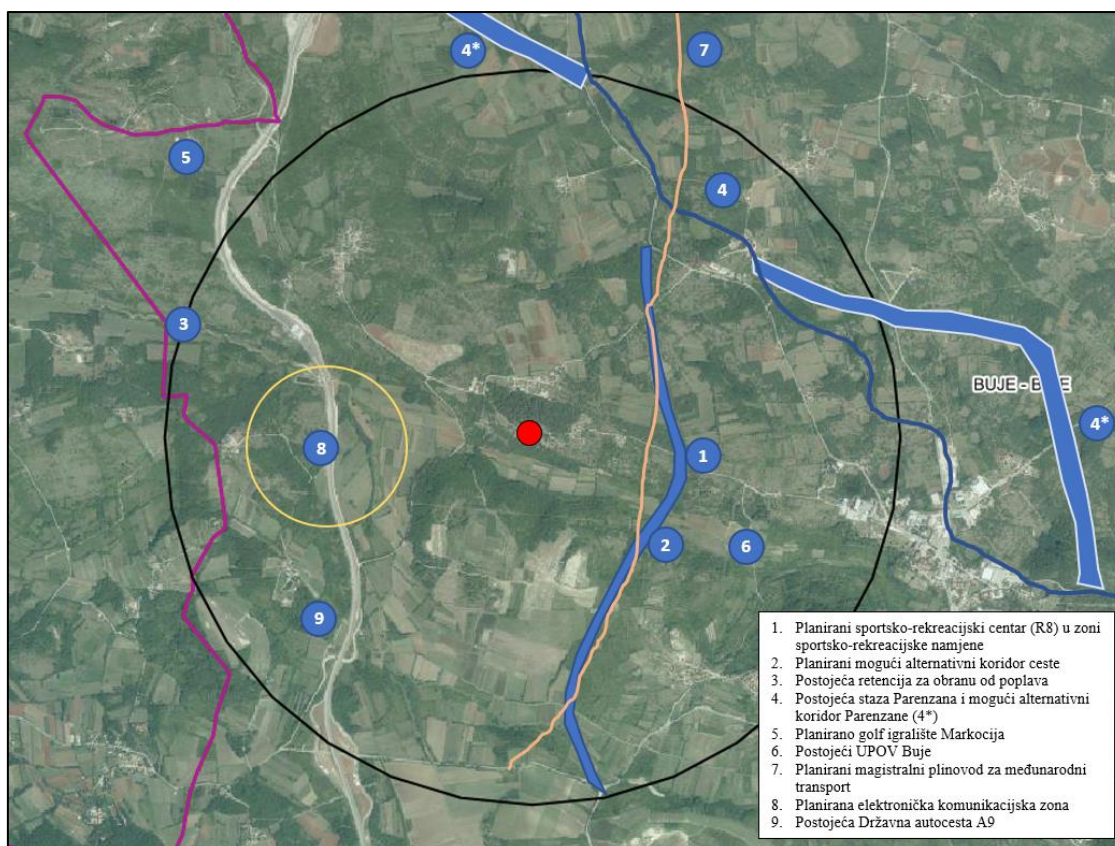 4*
7
5
4
3
BUJE - BUJE
4*
8
1
2
6
9
1. Planirani sportsko-rekreacijski centar (R8) u zoni
sportsko-rekreacijske namjene
2. Planirani mogući alternativni koridor ceste
3. Postojeća retencija za obranu od poplava
4. Postojeća staza Parenzana i mogući alternativni
koridor Parenzane (4*)
5. Planirano golf igralište Markocija
6. Postojeći UPOV Buje
7. Planirani magistralni plinovod za međunarodni
transport
8. Planirana elektronička komunikacijska zona
9. Postojeća Državna autocesta A9